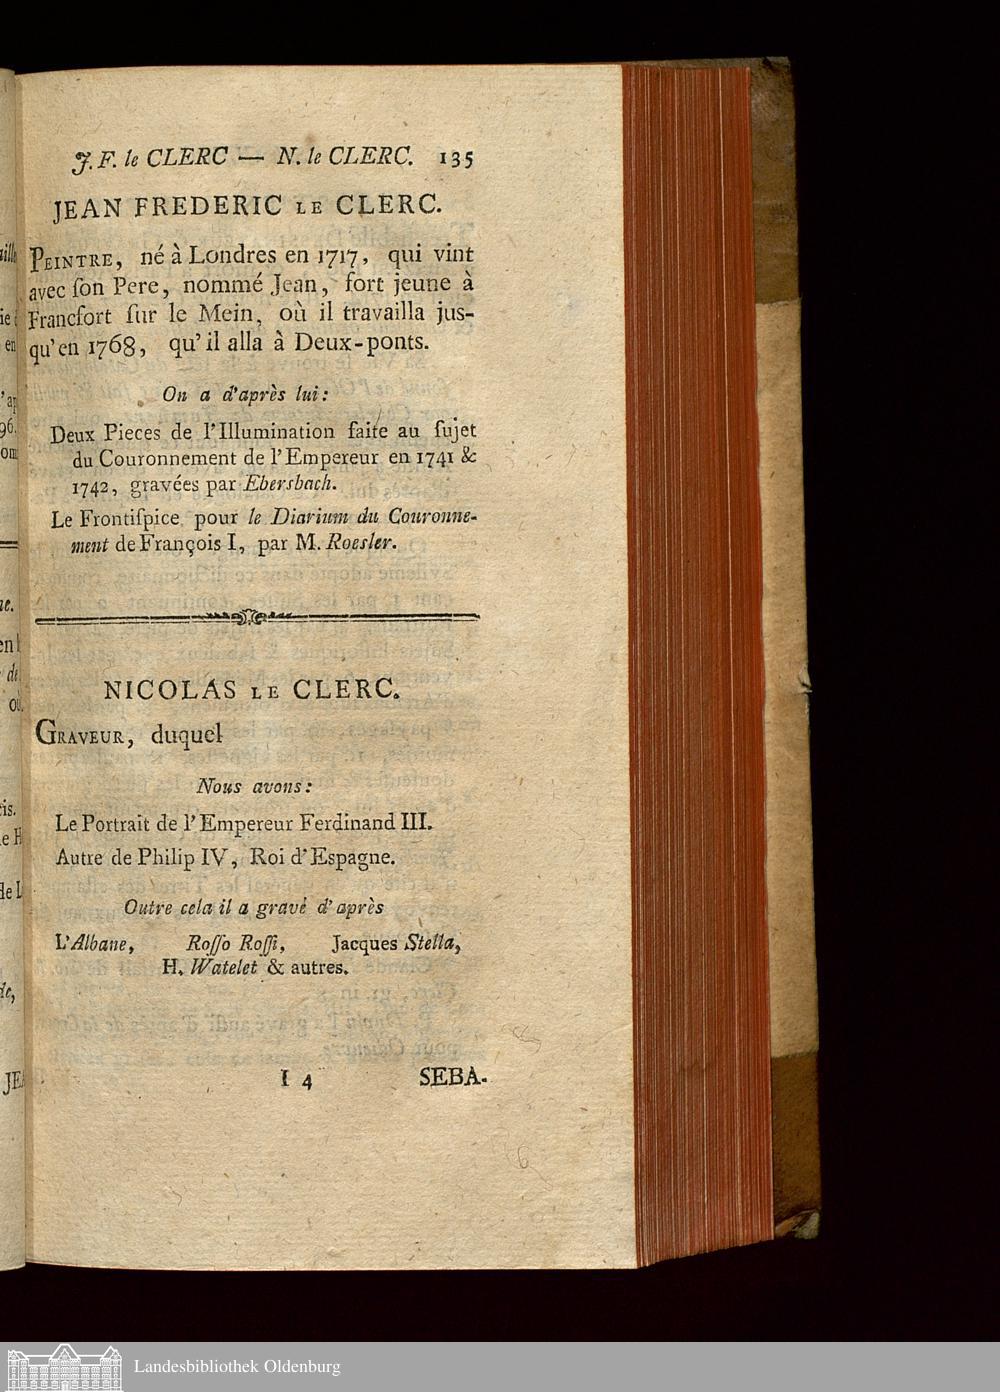 J. F. le CLERC — N. le CLERC. 135
JEAN FREDERIC LE CLERC.
PEINTRE, né à Londres en 1717, qui vint
avec ſon Pere, nommé Jean, fort jeune à
Francfort ſur le Mein, où il travailla jus-
qu'en 1768, qu'il alla à Deux-ponts.
On a d'après lui:
Deux Pieces de l'Illumination faite au ſujet
du Couronnement de l'Empereur en 1741 &
1742, gravées par Ebersbach.
Le Frontiſpice pour le Diarium du Couronne-
ment de François I, par M. Roesler.
NICOLAS LE CLERC.
GRAVEUR, duquel
Nous avons:
Le Portrait de l'Empereur Ferdinand III.
Autre de Philip IV, Roi d'Espagne.
Outre cela il a gravé d'après
L'Albane, Roſſo Roſſi, Jacques Stella,
H. Watelet & autres.
I 4 SEBA-
Landesbibliothek Oldenburg